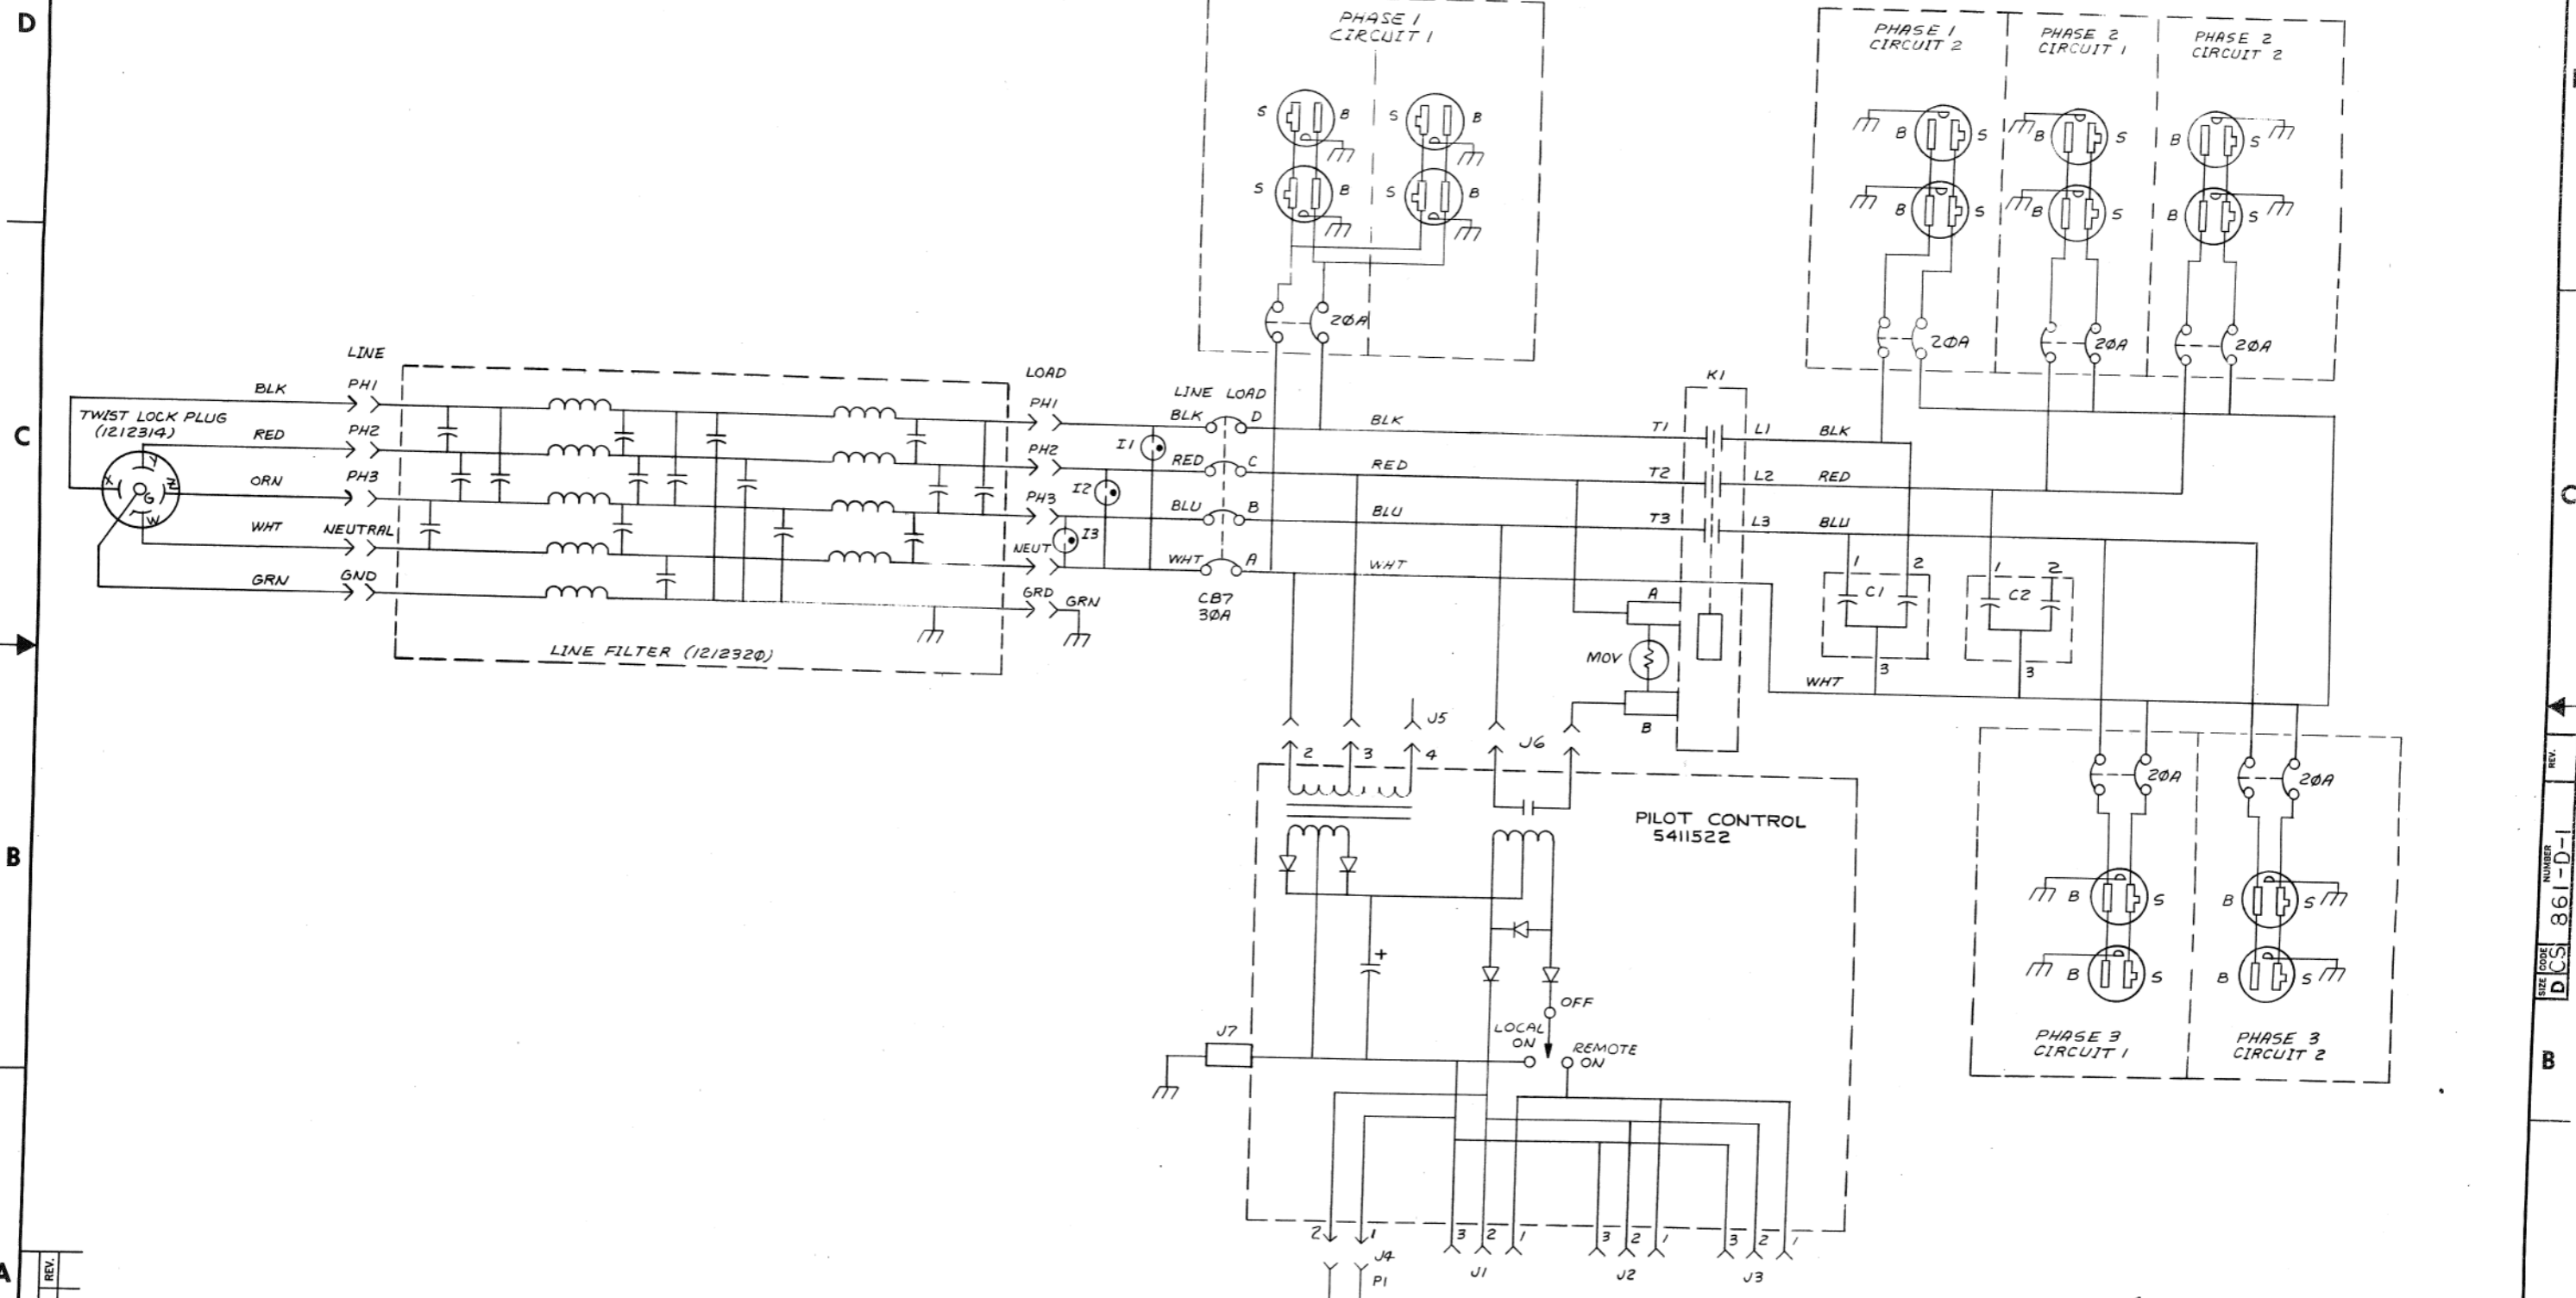 D
PHASE 1
CIRCUIT 1
PHASE 1
CIRCUIT 2
PHASE 2
CIRCUIT 1
PHASE 2
CIRCUIT 2
S B S B
S B S B
B S B S B S
B S B S B S
20A
20A
20A
20A
C
C
LINE
LOAD
LINE LOAD
K1
TWIST LOCK PLUG
(1212314)
BLK PH1
RED PH2
ORN PH3
WHT NEUTRAL
GRN GND
X Y Z G W
LINE FILTER (1212320)
PH1
PH2
PH3
NEUT
GRD GRN
I1
I2
I3
BLK D BLK T1 L1 BLK
RED C RED T2 L2 RED
BLU B BLU T3 L3 BLU
WHT A WHT
CB7
30A
A
MOV
B
1 2
C1
3
1 2
C2
3
WHT
J5
J6
2 3 4
PILOT CONTROL
5411522
+
OFF
LOCAL
ON
REMOTE
ON
J7
20A
20A
B S B S
B S B S
PHASE 3
CIRCUIT 1
PHASE 3
CIRCUIT 2
B
B
2 1
J4
P1
3 2 1
J1
3 2 1
J2
3 2 1
J3
A
REV.
SIZE
D
CODE
CS
NUMBER
861-D-1
REV.